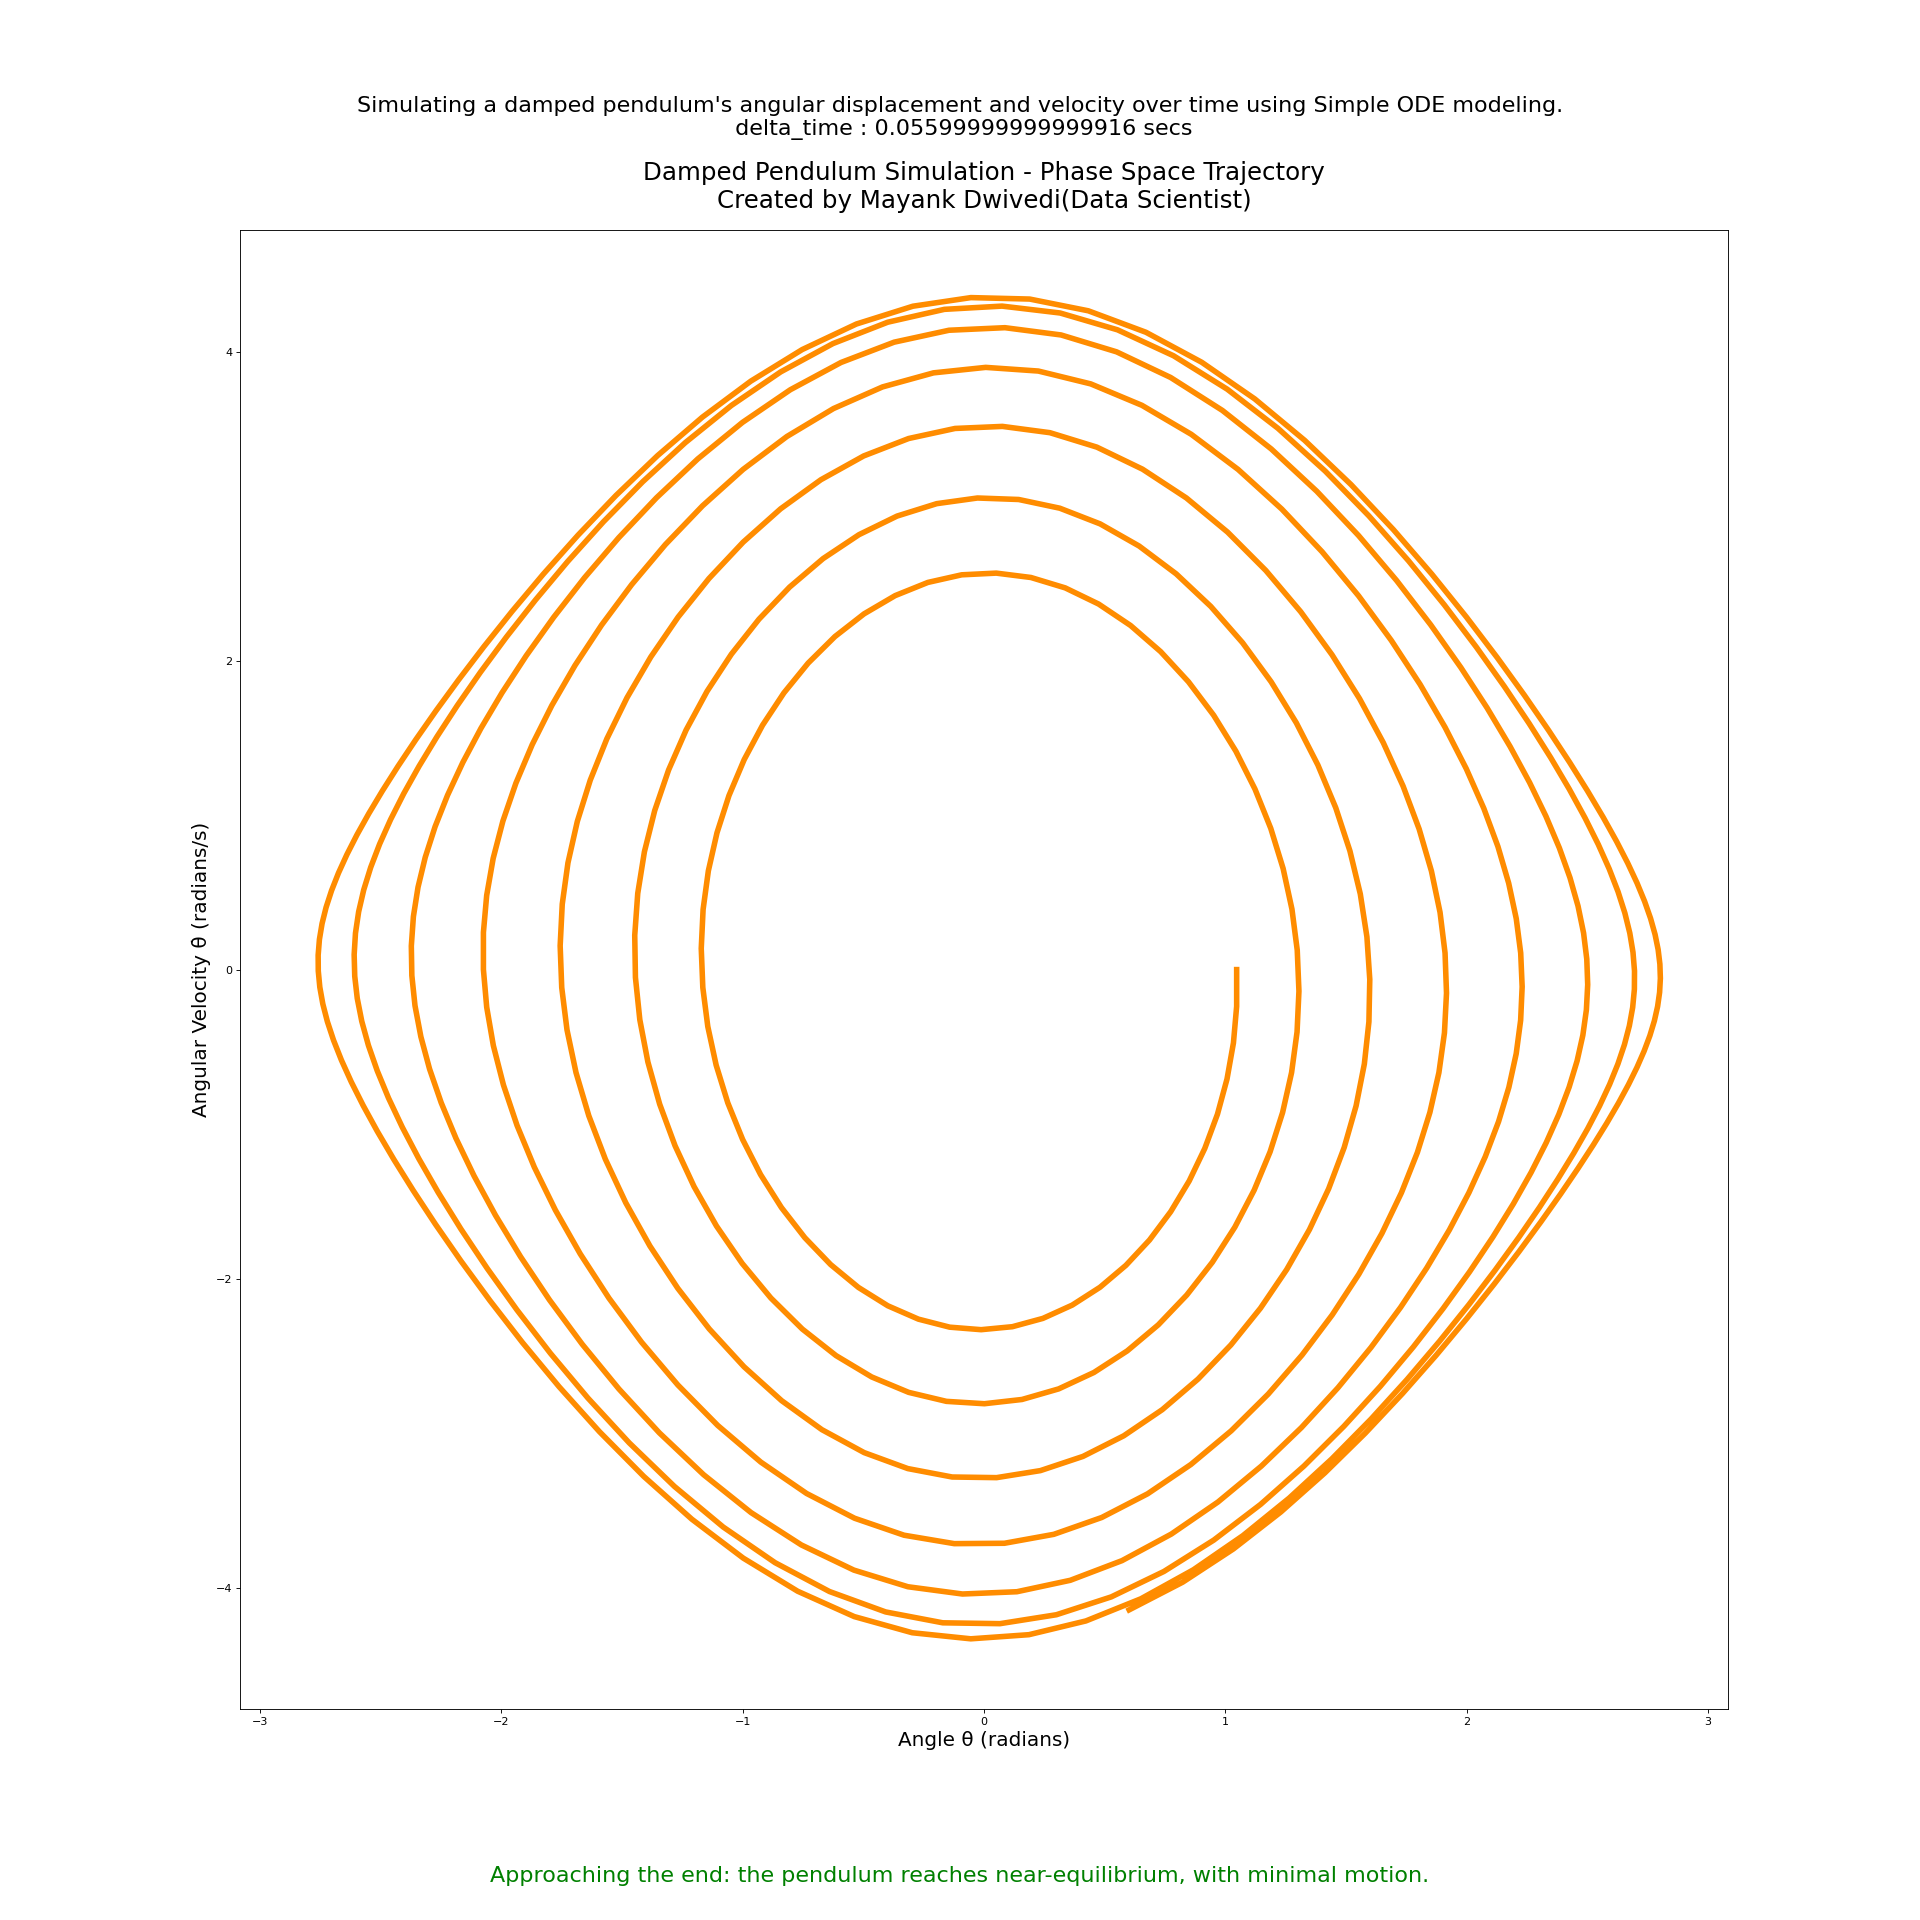 Simulating a damped pendulum's angular displacement and velocity over time using Simple ODE modeling.
delta_time : 0.05599999999999916 secs
Damped Pendulum Simulation - Phase Space Trajectory
Created by Mayank Dwivedi(Data Scientist)
Angular Velocity θ (radians/s)
4
2
0
−2
−4
−3
−2
−1
0
1
2
3
Angle θ (radians)
Approaching the end: the pendulum reaches near-equilibrium, with minimal motion.